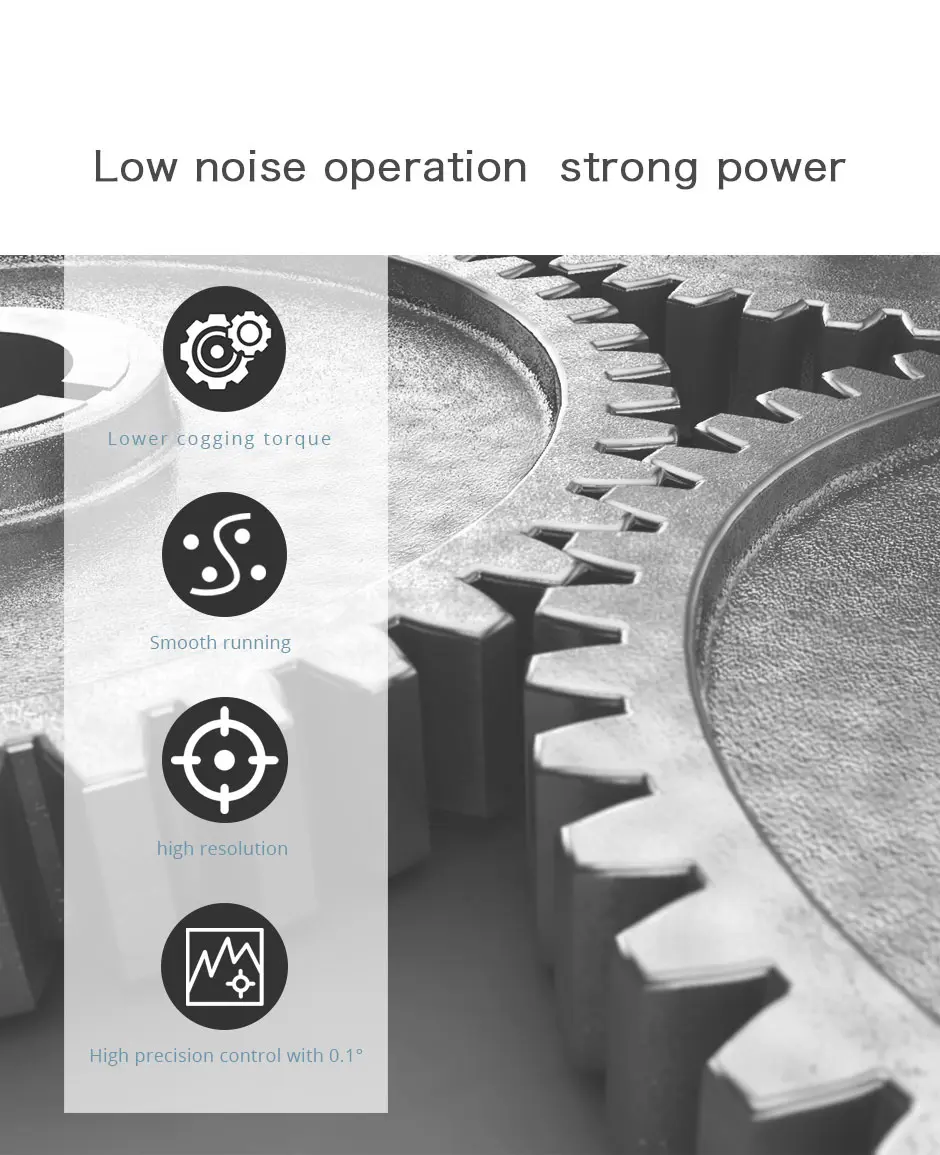 Low noise operation  strong power
Lower cogging torque
Smooth running
high resolution
High precision control with 0.1°